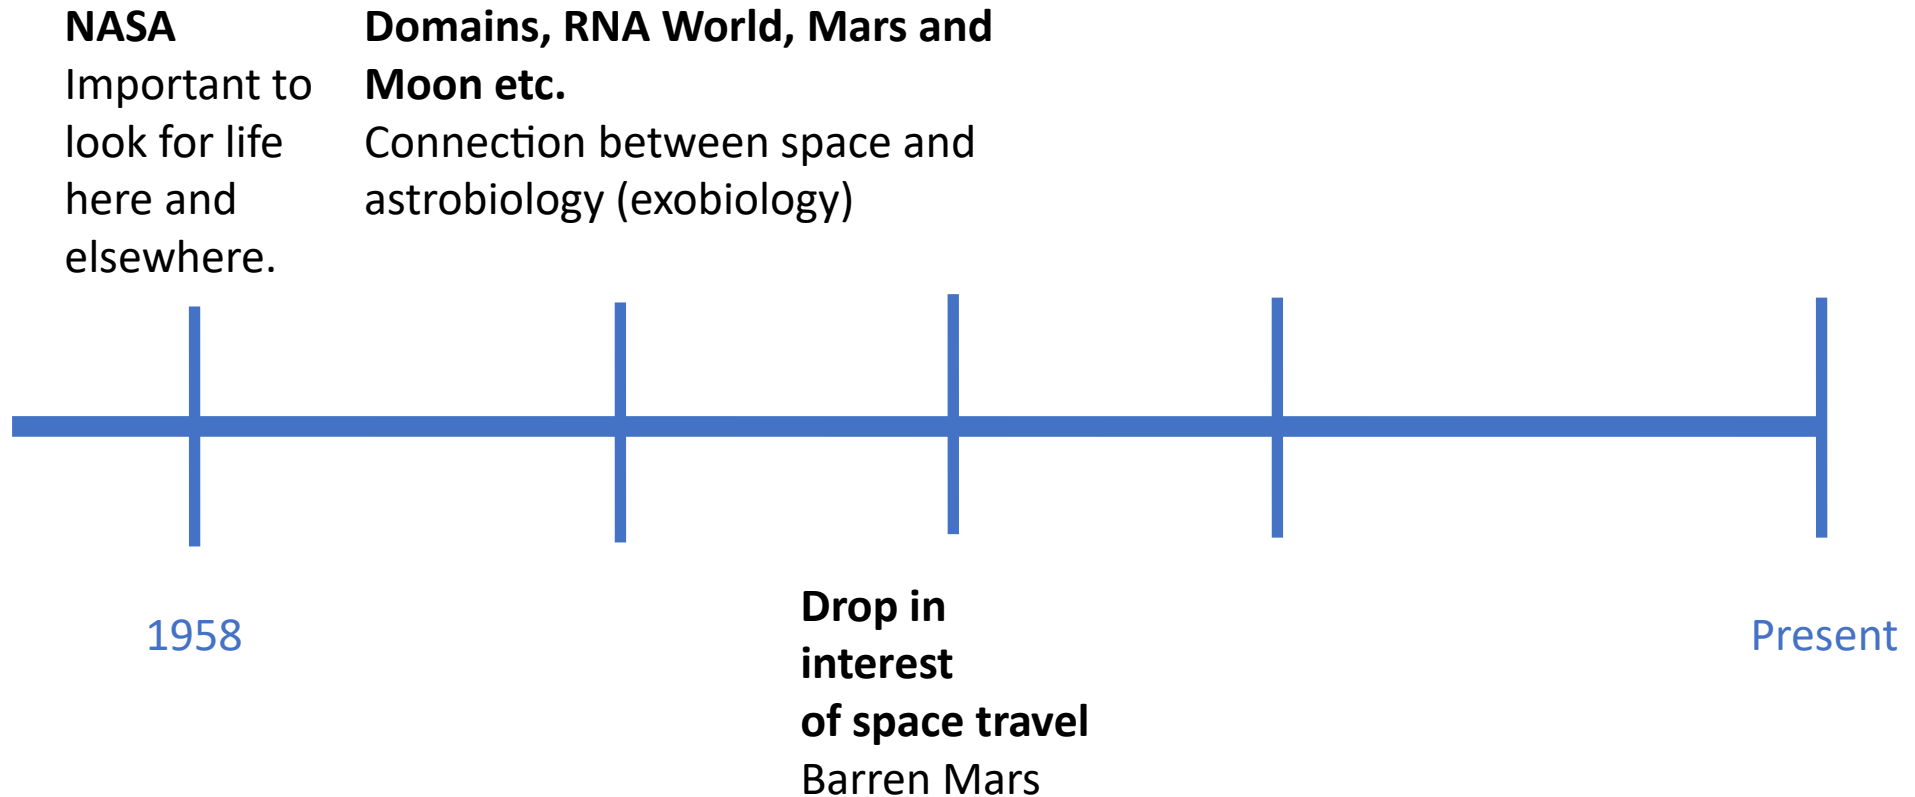 NASA
Important to
look for life
here and
elsewhere.
Domains, RNA World, Mars and
Moon etc.
Connection between space and
astrobiology (exobiology)
1958
Drop in
interest
of space travel
Barren Mars
Present